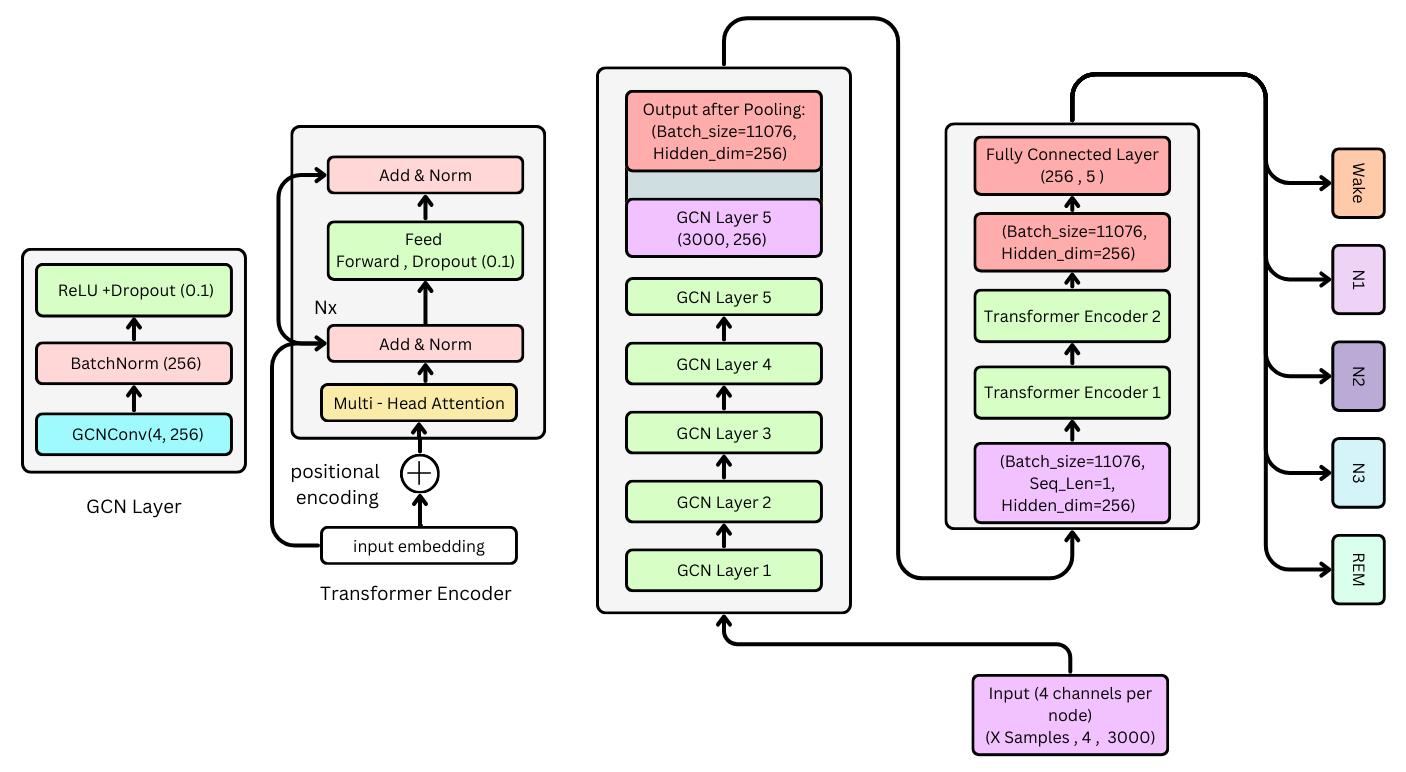 ReLU +Dropout (0.1)
BatchNorm (256)
GCNConv(4, 256)
GCN Layer
Add & Norm
Feed
Forward , Dropout (0.1)
Nx
Add & Norm
Multi - Head Attention
positional
encoding
input embedding
Transformer Encoder
Output after Pooling:
(Batch_size=11076,
Hidden_dim=256)
GCN Layer 5
(3000, 256)
GCN Layer 5
GCN Layer 4
GCN Layer 3
GCN Layer 2
GCN Layer 1
Fully Connected Layer
(256 , 5 )
(Batch_size=11076,
Hidden_dim=256)
Transformer Encoder 2
Transformer Encoder 1
(Batch_size=11076,
Seq_Len=1,
Hidden_dim=256)
Input (4 channels per
node)
(X Samples , 4 , 3000)
Wake
N1
N2
N3
REM